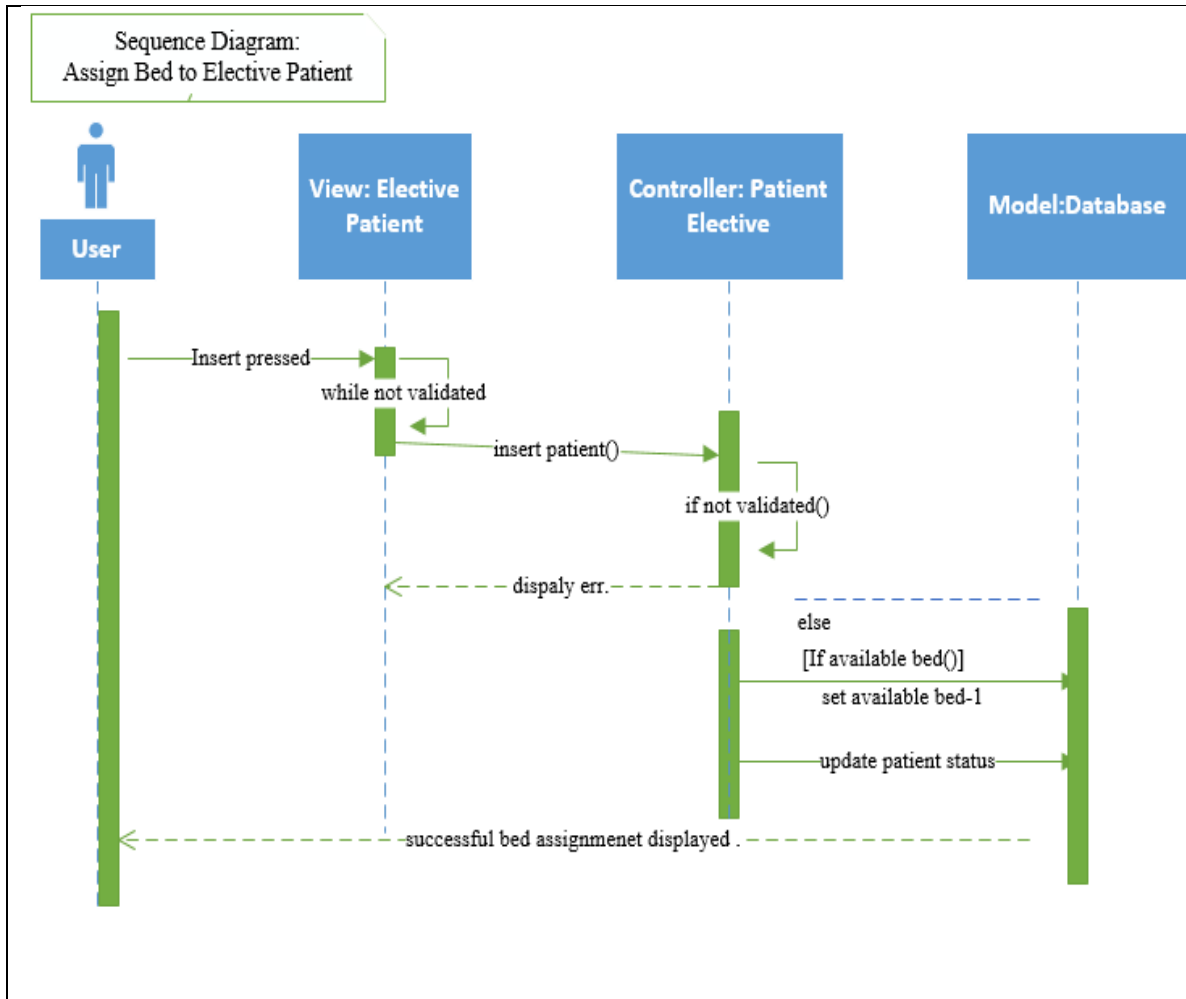 Sequence Diagram:
Assign Bed to Elective Patient
User
View: Elective
Patient
Controller: Patient
Elective
Model:Database
Insert pressed
while not validated
insert patient()
if not validated()
dispaly err.
else
[If available bed()]
set available bed-1
update patient status
successful bed assignmenet displayed .